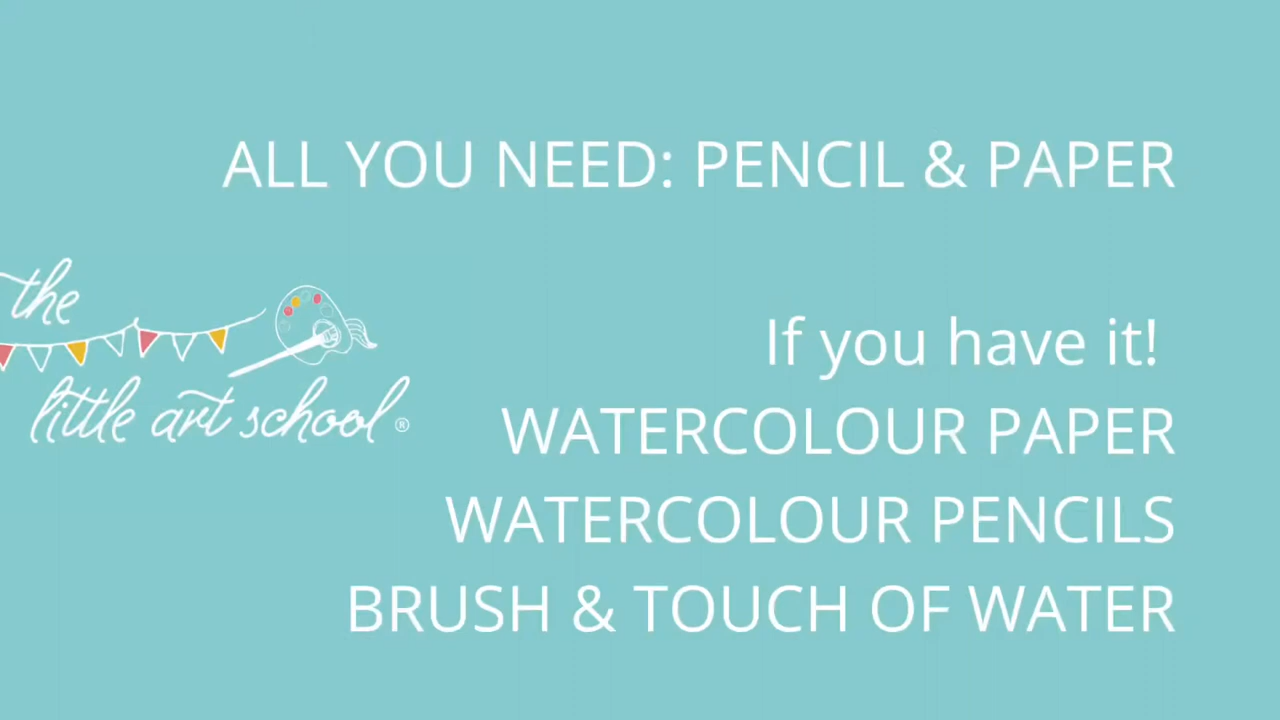 ALL YOU NEED: PENCIL & PAPER
the
little art school®
If you have it!
WATERCOLOUR PAPER
WATERCOLOUR PENCILS
BRUSH & TOUCH OF WATER